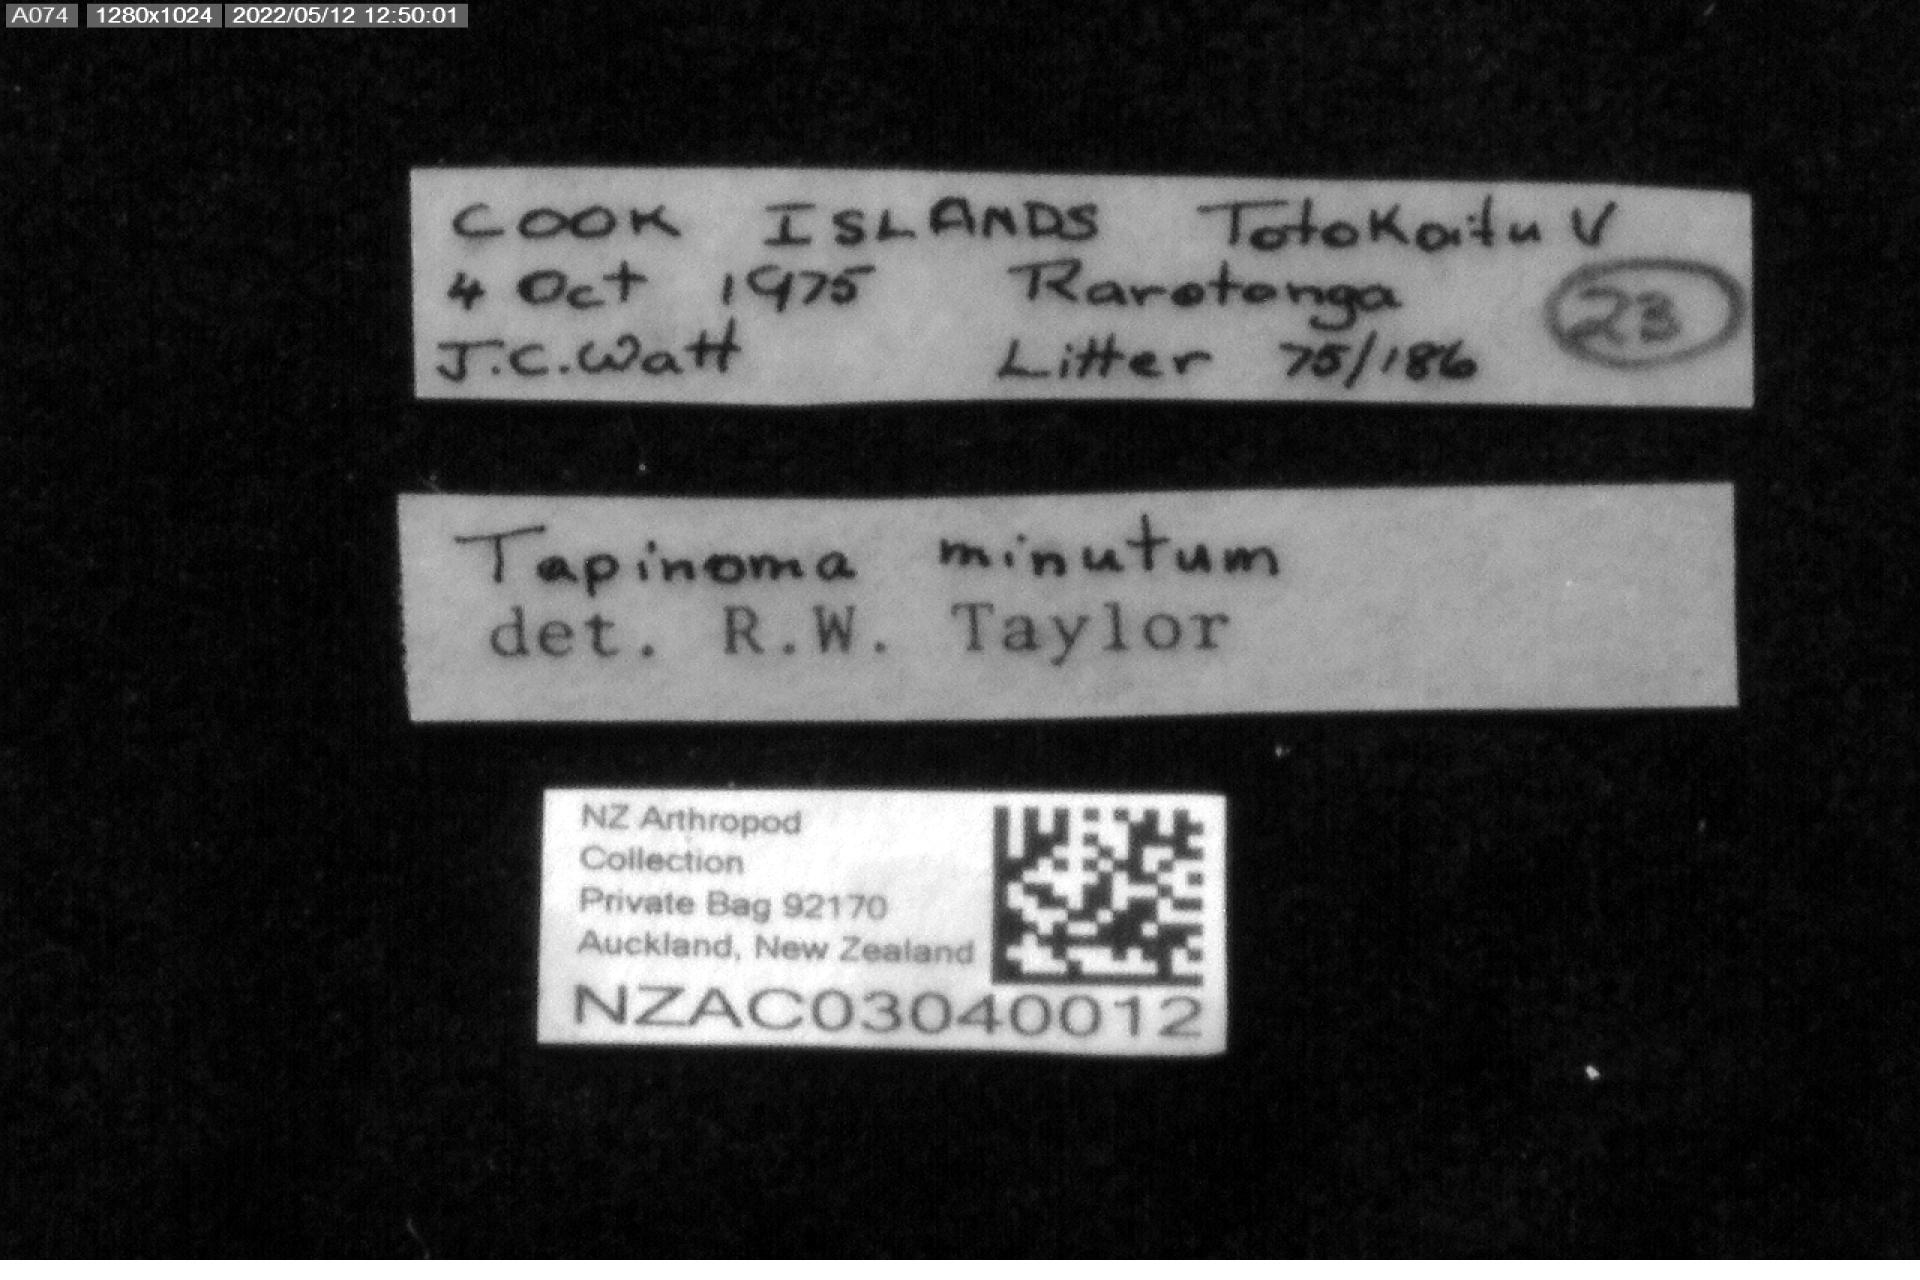 A074 1280x1024 2022/05/12 12:50:01
COOK ISLANDS Totokoitu V
4 Oct 1975 Rarotonga 23
J.C. Watt Litter 75/186
Tapinoma minutum
det. R.W. Taylor
NZ Arthropod
Collection
Private Bag 92170
Auckland, New Zealand
NZAC03040012